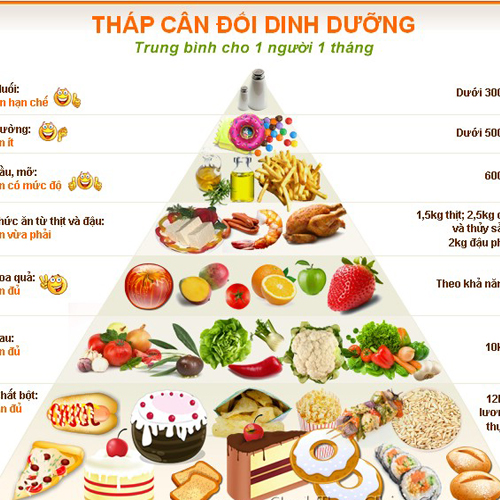 THÁP CÂN ĐỐI DINH DƯỠNG
Trung bình cho 1 người 1 tháng
uối:
n hạn chế
Dưới 300
ường:
n ít
Dưới 500
ầu, mỡ:
n có mức độ
600
hức ăn từ thịt và đậu:
n vừa phải
1,5kg thịt; 2,5kg c
và thủy sả
2kg đậu ph
oa quả:
n đủ
Theo khả năn
au:
n đủ
10k
hất bột:
n đủ
12k
lươn
thự